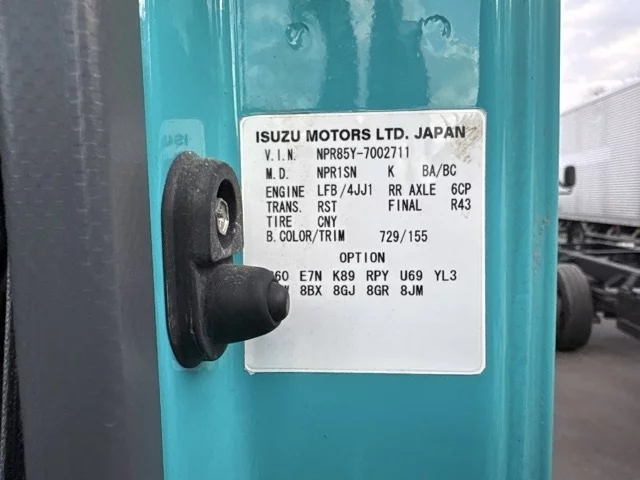 ISUZU MOTORS LTD. JAPAN
V.I.N. NPR85Y-7002711
M.D. NPR1SN K BA/BC
ENGINE LFB/4JJ1 RR AXLE 6CP
TRANS. RST FINAL R43
TIRE CNY
B.COLOR/TRIM 729/155
OPTION
E7N K89 RPY U69 YL3
8BX 8GJ 8GR 8JM